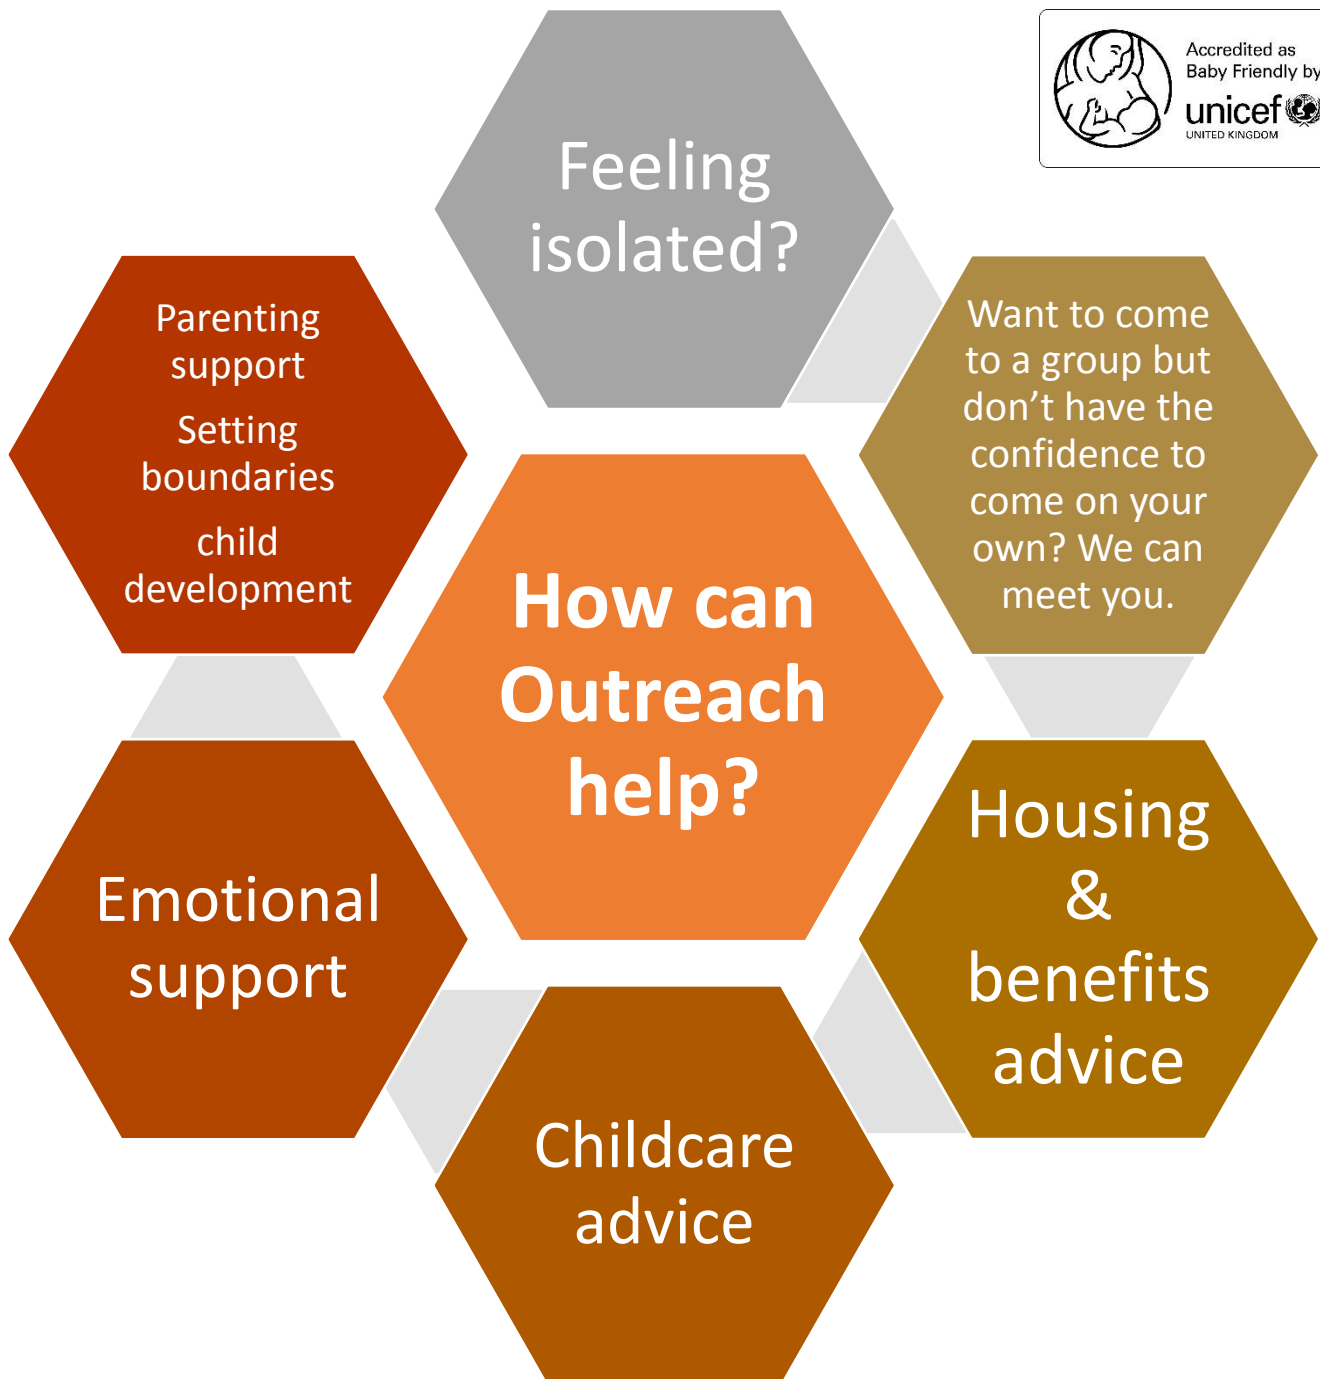 Accredited as
Baby Friendly by
unicef
UNITED KINGDOM
Feeling
isolated?
Want to come
to a group but
don’t have the
confidence to
come on your
own? We can
meet you.
Housing
&
benefits
advice
Childcare
advice
Emotional
support
Parenting
support
Setting
boundaries
child
development
How can
Outreach
help?